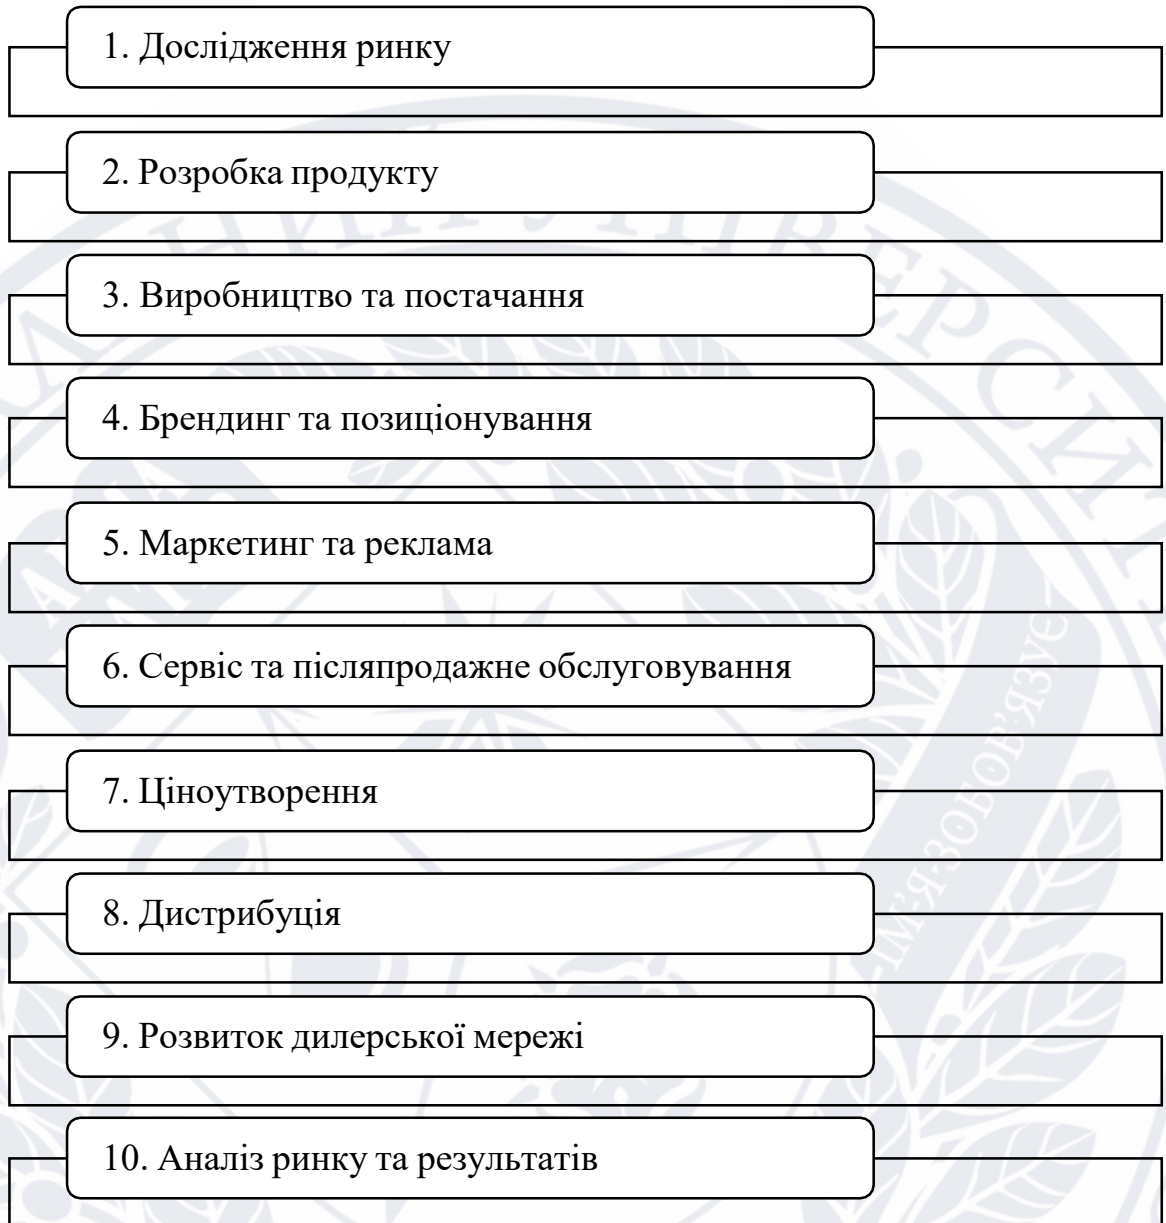 1. Дослідження ринку
2. Розробка продукту
3. Виробництво та постачання
4. Брендинг та позиціонування
5. Маркетинг та реклама
6. Сервіс та післяпродажне обслуговування
7. Ціноутворення
8. Дистрибуція
9. Розвиток дилерської мережі
10. Аналіз ринку та результатів